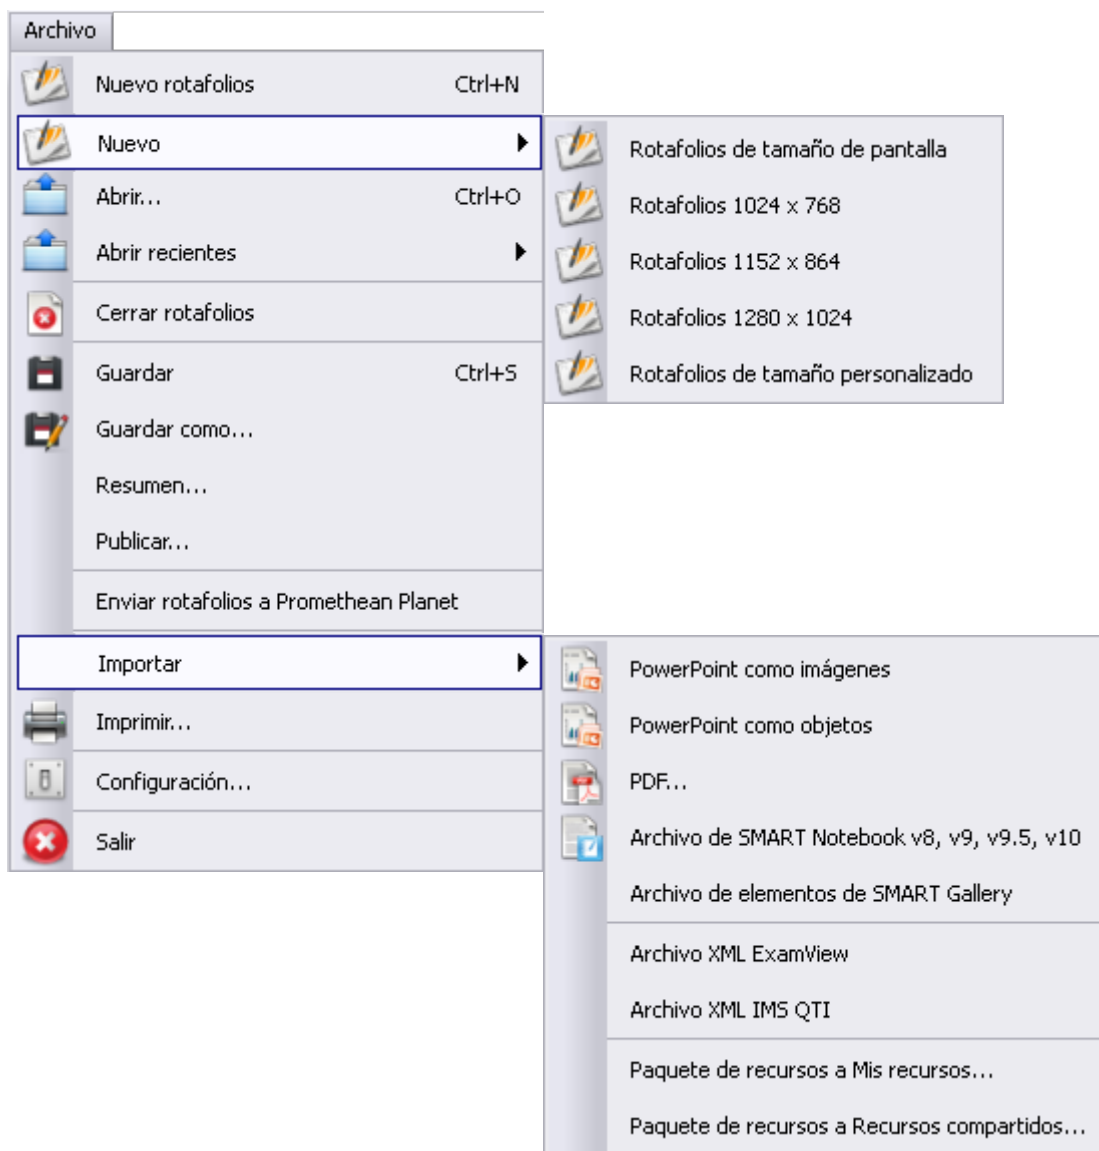 Archivo
Nuevo rotafolios Ctrl+N
Nuevo
Abrir... Ctrl+O
Abrir recientes
Cerrar rotafolios
Guardar Ctrl+S
Guardar como...
Resumen...
Publicar...
Enviar rotafolios a Promethean Planet
Importar
Imprimir...
Configuración...
Salir
Rotafolios de tamaño de pantalla
Rotafolios 1024 x 768
Rotafolios 1152 x 864
Rotafolios 1280 x 1024
Rotafolios de tamaño personalizado
PowerPoint como imágenes
PowerPoint como objetos
PDF...
Archivo de SMART Notebook v8, v9, v9.5, v10
Archivo de elementos de SMART Gallery
Archivo XML ExamView
Archivo XML IMS QTI
Paquete de recursos a Mis recursos...
Paquete de recursos a Recursos compartidos...